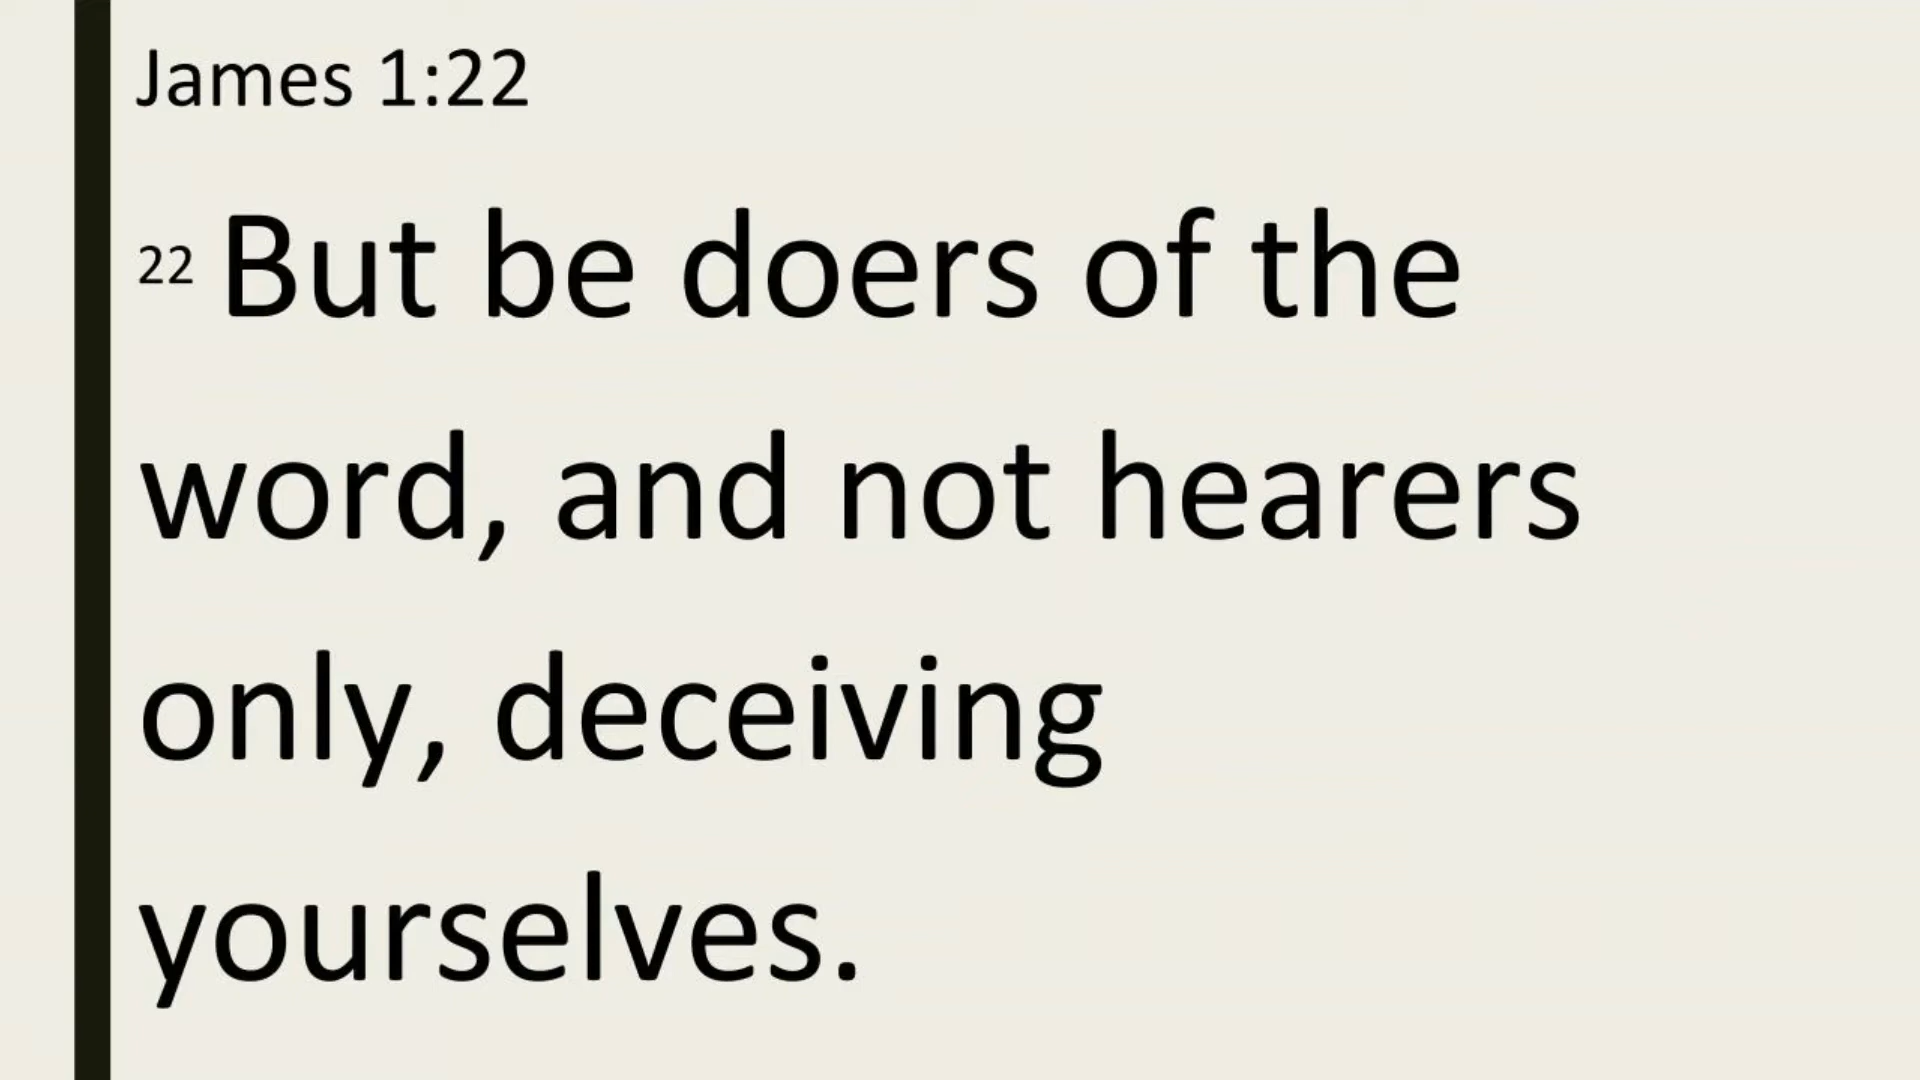 James 1:22
22 But be doers of the
word, and not hearers
only, deceiving
yourselves.